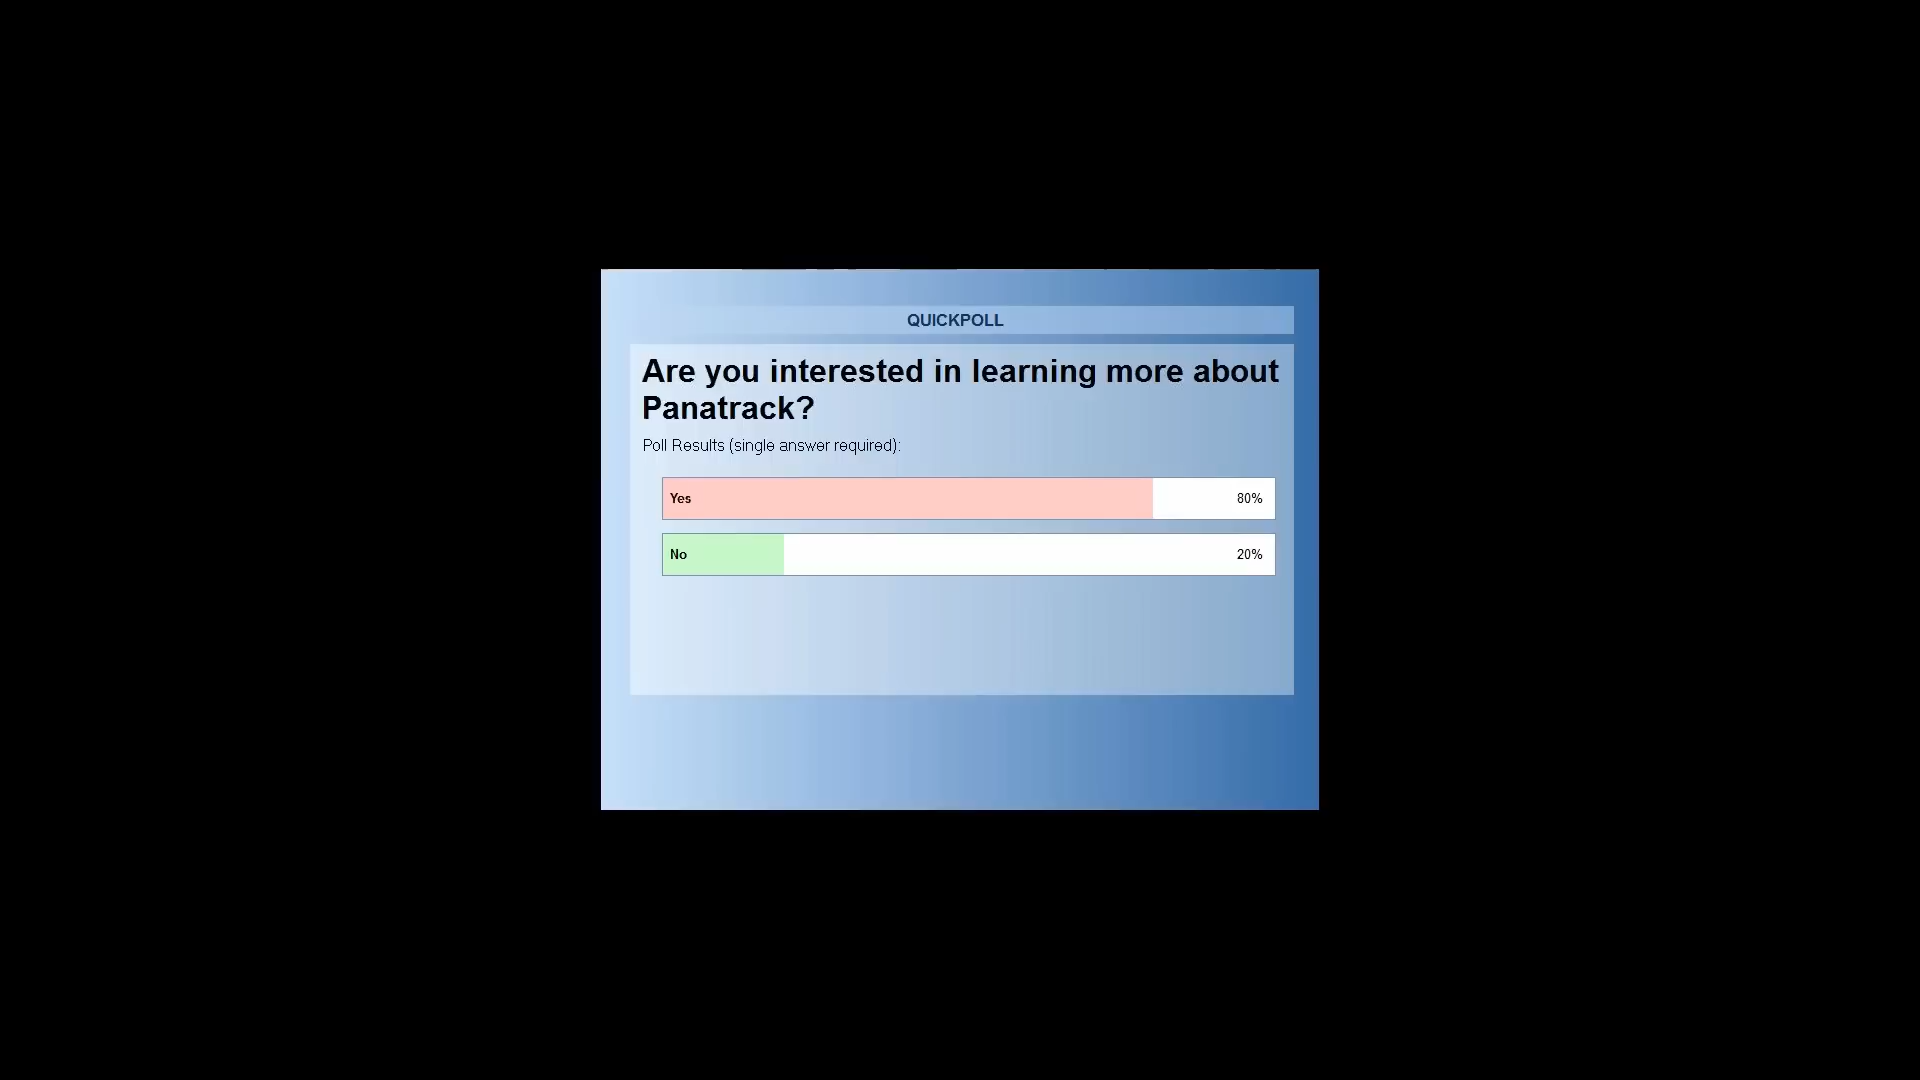 QUICKPOLL
Are you interested in learning more about
Panatrack?
Poll Results (single answer required):
Yes 80%
No 20%